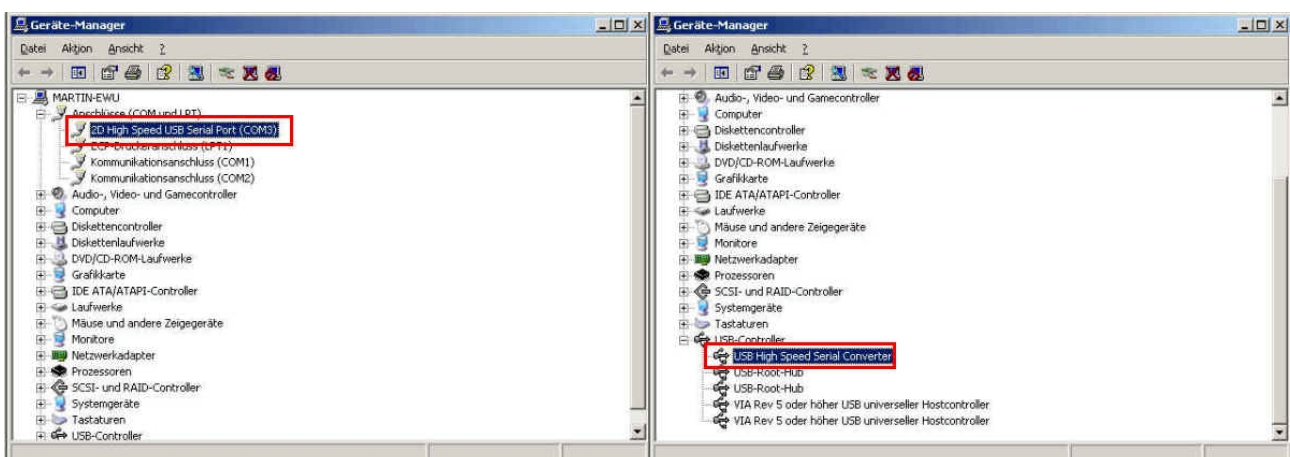 Geräte-Manager
Datei Aktion Ansicht ?
MARTIN-EWU
Anschlüsse (COM und LPT)
2D High Speed USB Serial Port (COM3)
ECP-Druckeranschluss (LPT1)
Kommunikationsanschluss (COM1)
Kommunikationsanschluss (COM2)
Audio-, Video- und Gamecontroller
Computer
Diskettencontroller
Diskettenlaufwerke
DVD/CD-ROM-Laufwerke
Grafikkarte
IDE ATA/ATAPI-Controller
Laufwerke
Mäuse und andere Zeigegeräte
Monitore
Netzwerkadapter
Prozessoren
SCSI- und RAID-Controller
Systemgeräte
Tastaturen
USB-Controller
Geräte-Manager
Datei Aktion Ansicht ?
Audio-, Video- und Gamecontroller
Computer
Diskettencontroller
Diskettenlaufwerke
DVD/CD-ROM-Laufwerke
Grafikkarte
IDE ATA/ATAPI-Controller
Laufwerke
Mäuse und andere Zeigegeräte
Monitore
Netzwerkadapter
Prozessoren
SCSI- und RAID-Controller
Systemgeräte
Tastaturen
USB-Controller
USB High Speed Serial Converter
USB-Root-Hub
USB-Root-Hub
VIA Rev 5 oder höher USB universeller Hostcontroller
VIA Rev 5 oder höher USB universeller Hostcontroller